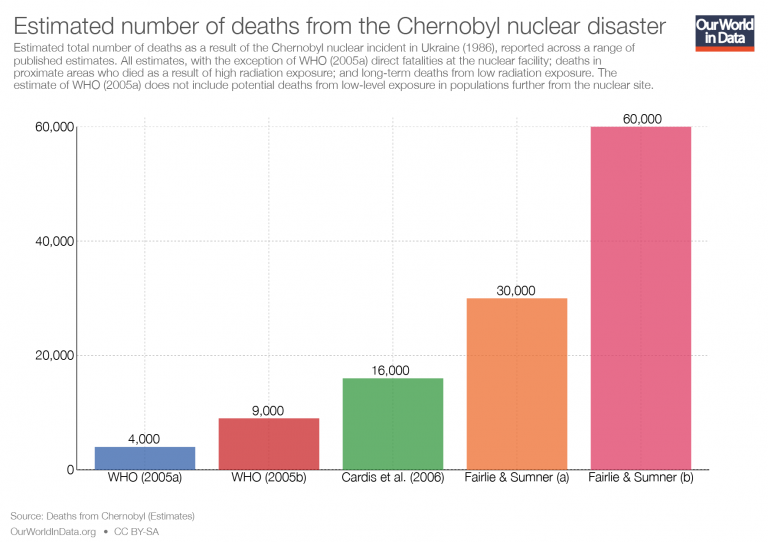 Estimated number of deaths from the Chernobyl nuclear disaster
Our World
in Data
Estimated total number of deaths as a result of the Chernobyl nuclear incident in Ukraine (1986), reported across a range of
published estimates. All estimates, with the exception of WHO (2005a) direct fatalities at the nuclear facility; deaths in
proximate areas who died as a result of high radiation exposure; and long-term deaths from low radiation exposure. The
estimate of WHO (2005a) does not include potential deaths from low-level exposure in populations further from the nuclear site.
60,000
40,000
20,000
0
4,000
9,000
16,000
30,000
60,000
WHO (2005a)
WHO (2005b)
Cardis et al. (2006)
Fairlie & Sumner (a)
Fairlie & Sumner (b)
Source: Deaths from Chernobyl (Estimates)
OurWorldInData.org • CC BY-SA